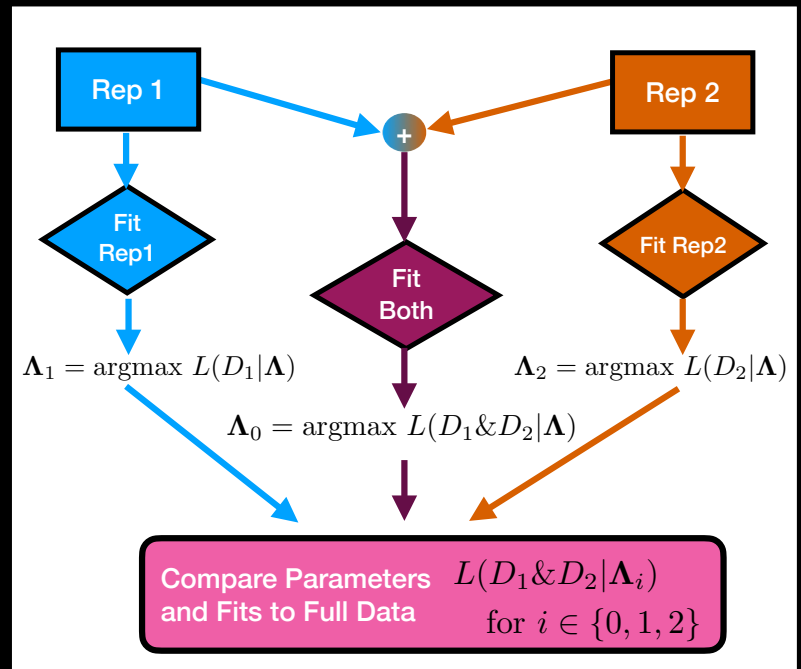 Rep 1
Rep 2
+
Fit
Rep1
Fit
Both
Fit Rep2
𝚲₁ = argmax L(D₁|𝚲)
𝚲₂ = argmax L(D₂|𝚲)
𝚲₀ = argmax L(D₁&D₂|𝚲)
Compare Parameters
and Fits to Full Data
L(D₁&D₂|𝚲ᵢ)
for i ∈ {0, 1, 2}